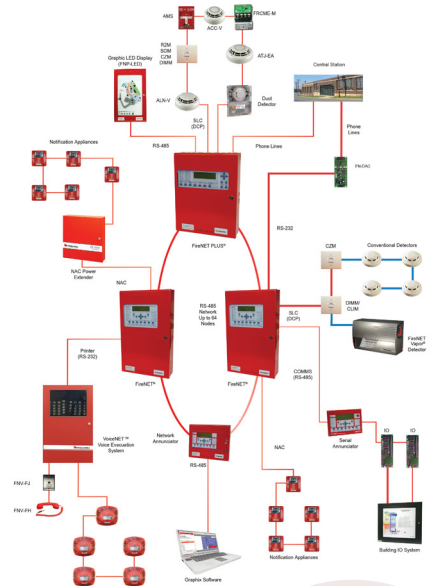 AMS
ACC-V
FRCME-M
R2M
SOM
CZM
DIMM
ATJ-EA
Graphic LED Display
(FNP-LED)
ALN-V
Duct
Detector
Central Station
SLC
(DCP)
Phone
Lines
RS-485
Phone Lines
FN-DAC
Notification Appliances
RS-232
FireNET PLUS®
NAC Power
Extender
CZM
Conventional Detectors
NAC
RS-485
Network
Up to 64
Nodes
SLC
(DCP)
DIMM/
CLIM
FireNET
Vapor®
Detector
Printer
(RS-232)
FireNET®
FireNET®
COMMS
(RS-485)
Network
Annunciator
RS-485
VoiceNET™
Voice Evacuation
System
NAC
Serial
Annunciator
IO
IO
FNV-FJ
FNV-FH
Building IO System
Graphix Software
Notification Appliances